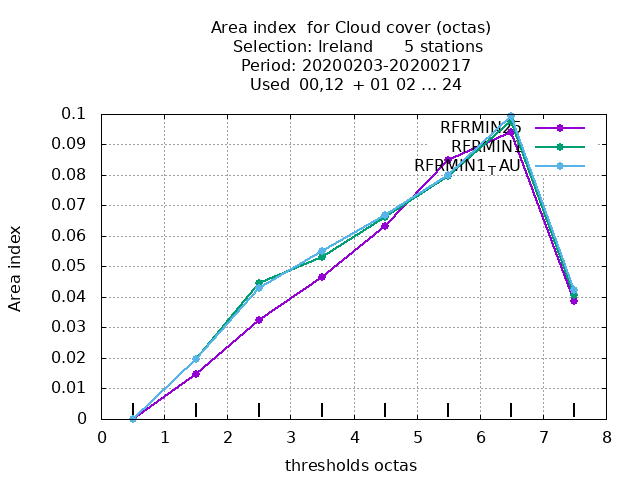 Area index  for Cloud cover (octas)
Selection: Ireland      5 stations
Period: 20200203-20200217
Used  00,12  + 01 02 ... 24
0.1
0.09
0.08
0.07
0.06
0.05
0.04
0.03
0.02
0.01
0
Area index
RFRMIN25
RFRMIN1
RFRMIN1TAU
0 1 2 3 4 5 6 7 8
thresholds octas